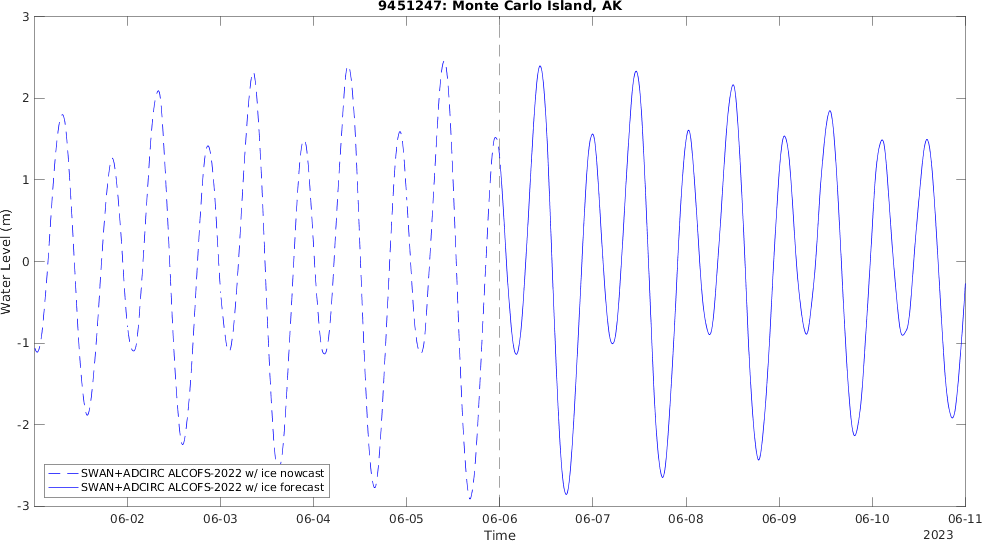 9451247: Monte Carlo Island, AK
3
2
1
0
-1
-2
-3
Water Level (m)
SWAN+ADCIRC ALCOFS-2022 w/ ice nowcast
SWAN+ADCIRC ALCOFS-2022 w/ ice forecast
06-02 06-03 06-04 06-05 06-06 06-07 06-08 06-09 06-10 06-11
Time
2023